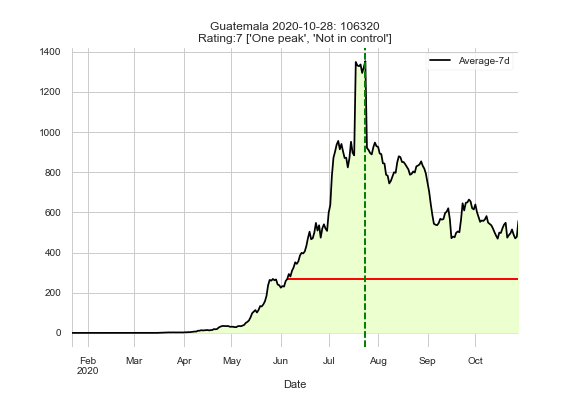 Guatemala 2020-10-28: 106320
Rating:7 ['One peak', 'Not in control']
Average-7d
1400
1200
1000
800
600
400
200
0
Feb Mar Apr May Jun Jul Aug Sep Oct
2020
Date